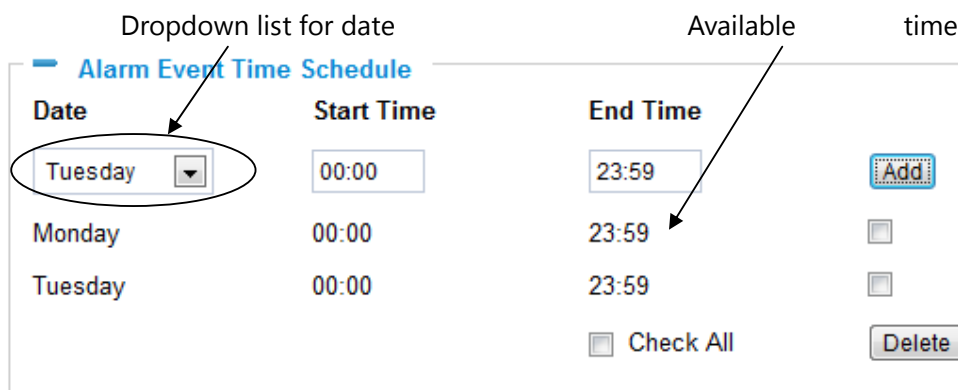 Dropdown list for date Available time
Alarm Event Time Schedule
Date Start Time End Time
Tuesday 00:00 23:59 Add
Monday 00:00 23:59
Tuesday 00:00 23:59
Check All Delete